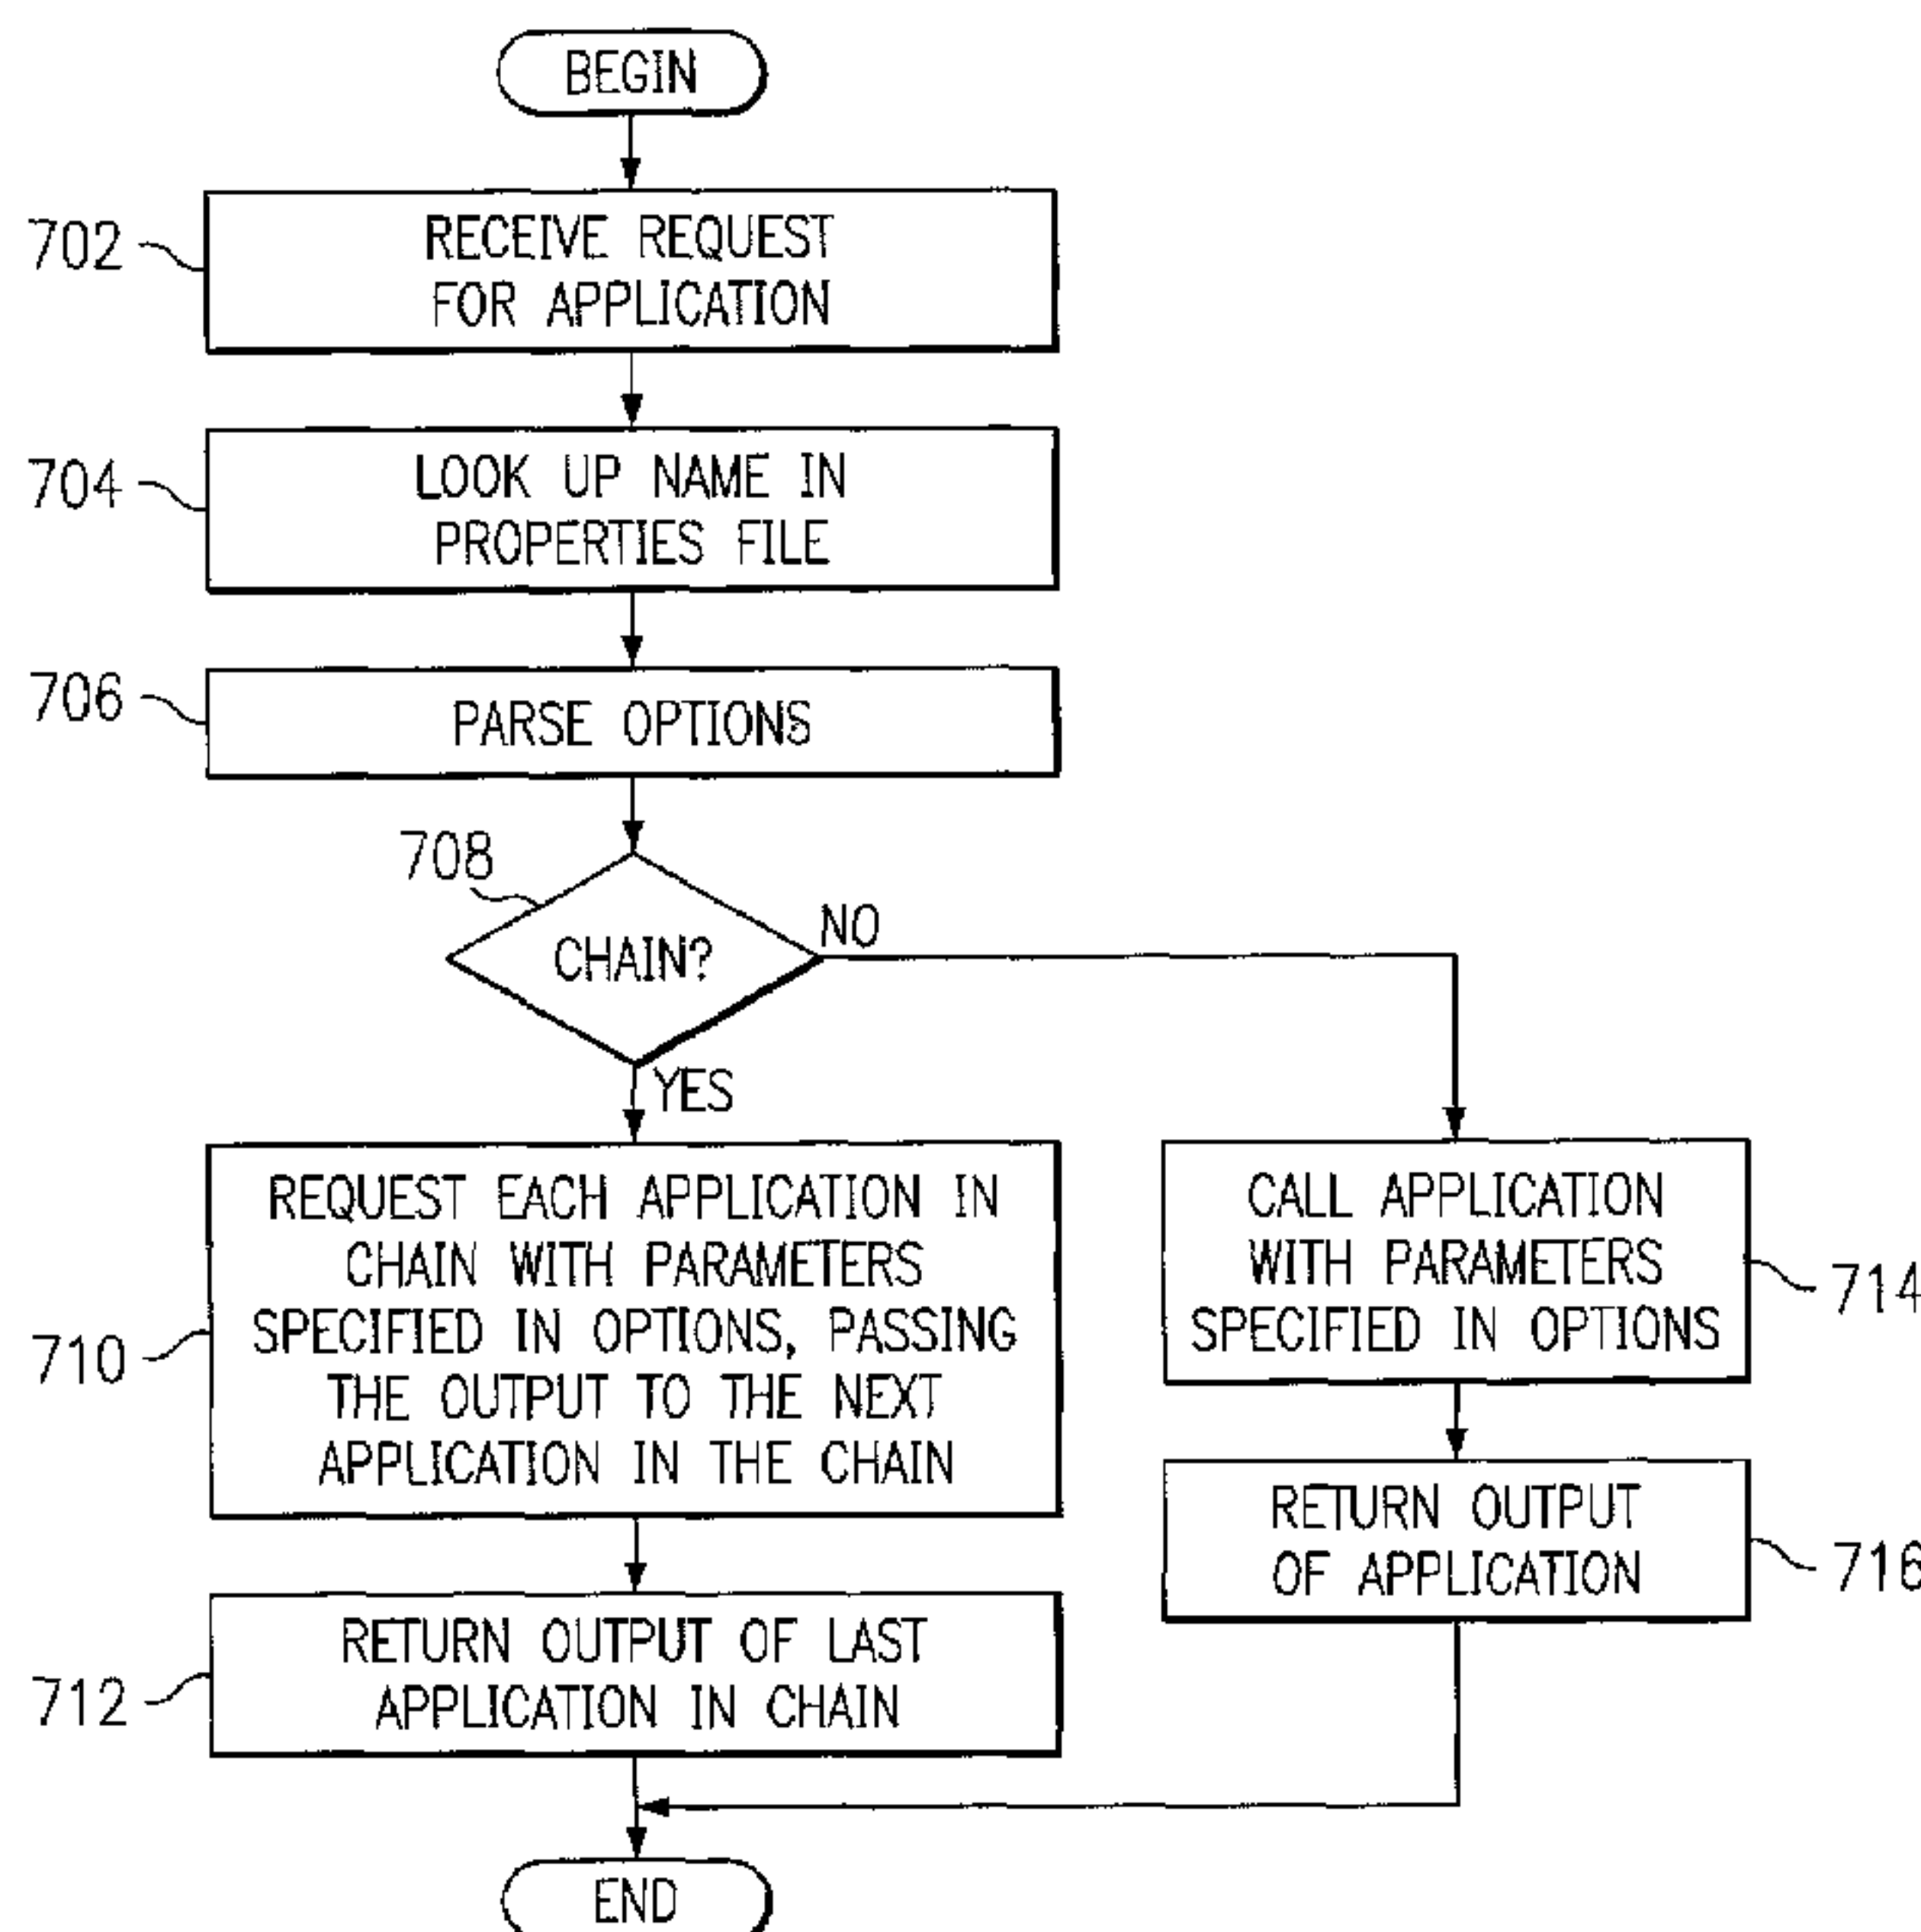 BEGIN
702
RECEIVE REQUEST
FOR APPLICATION
704
LOOK UP NAME IN
PROPERTIES FILE
706
PARSE OPTIONS
708
CHAIN?
NO
YES
710
REQUEST EACH APPLICATION IN
CHAIN WITH PARAMETERS
SPECIFIED IN OPTIONS, PASSING
THE OUTPUT TO THE NEXT
APPLICATION IN THE CHAIN
CALL APPLICATION
WITH PARAMETERS
SPECIFIED IN OPTIONS
714
712
RETURN OUTPUT OF LAST
APPLICATION IN CHAIN
RETURN OUTPUT
OF APPLICATION
716
END